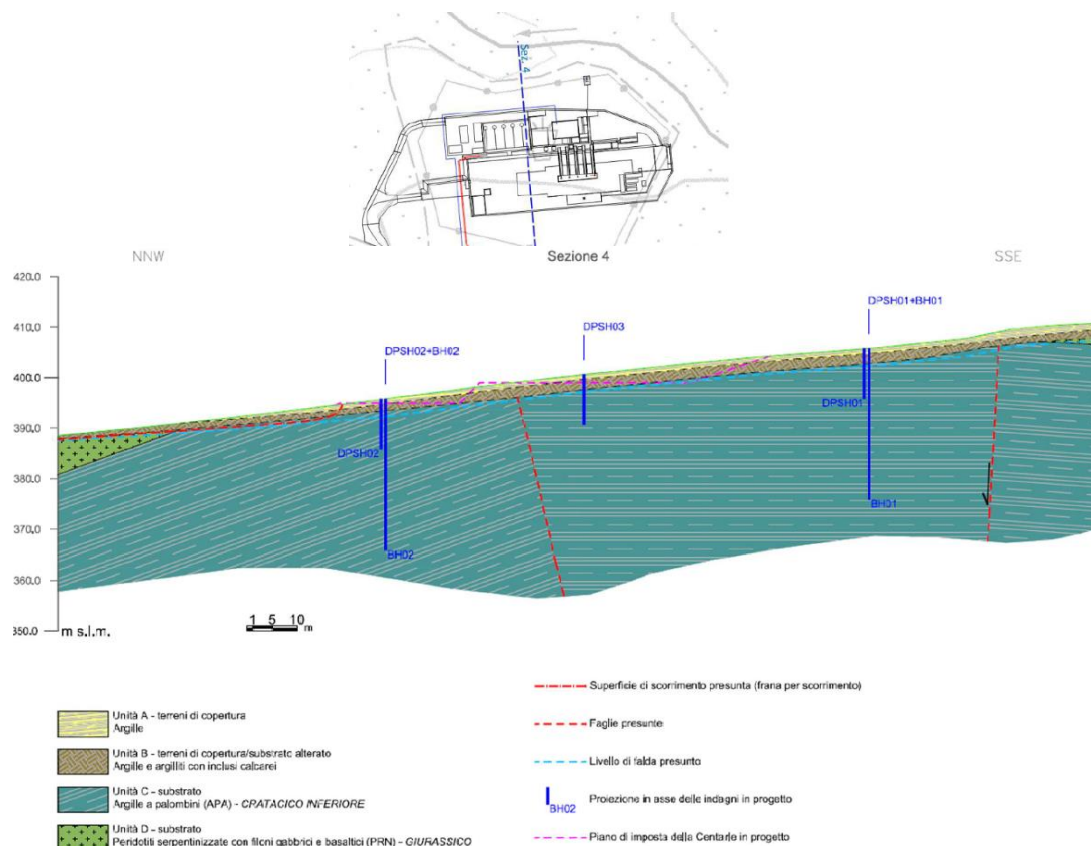 Sez. 4
NNW
Sezione 4
SSE
420.0
410.0
400.0
390.0
380.0
370.0
360.0
350.0
m s.l.m.
DPSH02+BH02
DPSH03
DPSH01+BH01
DPSH02
BH02
DPSH01
BH01
1 5 10
m
Unità A - terreni di copertura
Argille
Unità B - terreni di copertura/substrato alterato
Argille e argilliti con inclusi calcarei
Unità C - substrato
Argille a palombini (APA) - CRATACICO INFERIORE
Unità D - substrato
Peridotiti serpentinizzate con filoni gabbrici e basaltici (PRN) - GIURASSICO
Superficie di scorrimento presunta (frana per scorrimento)
Faglie presunte
Livello di falda presunto
BH02
Proiezione in asse delle indagni in progetto
Piano di imposta della Centarle in progetto